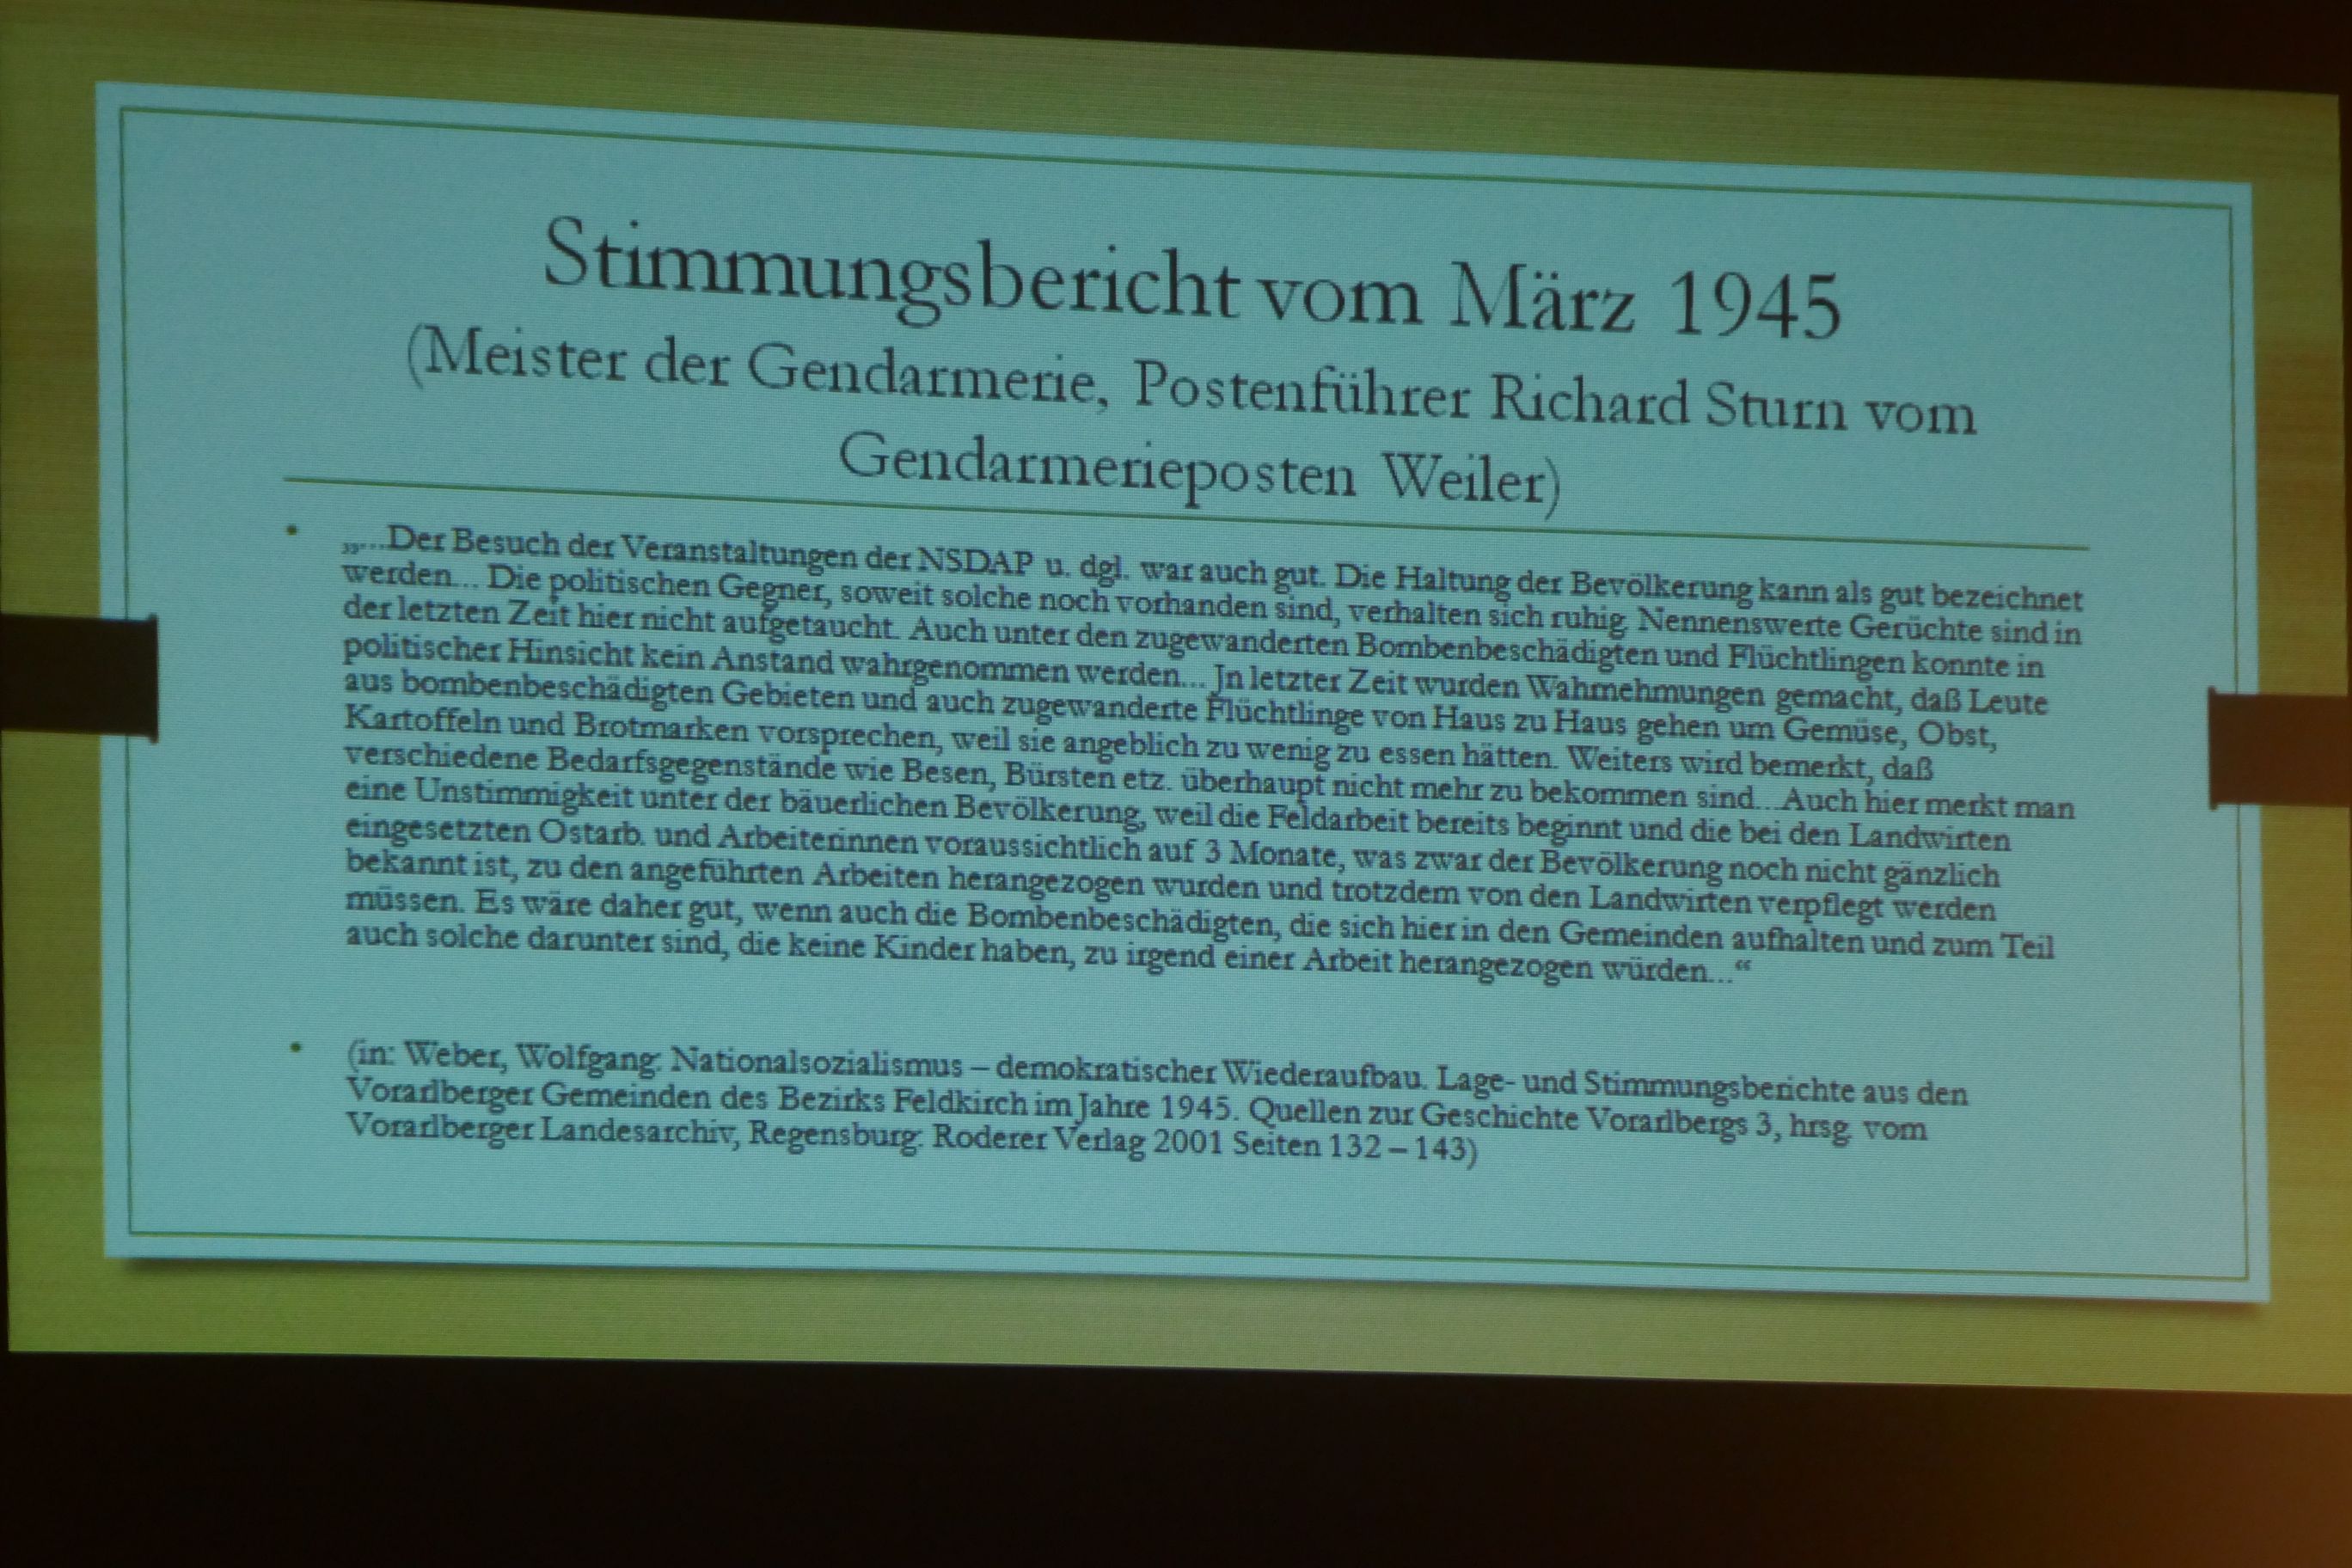 Stimmungsbericht vom März 1945
(Meister der Gendarmerie, Postenführer Richard Sturn vom
Gendarmerieposten Weiler)
• „...Der Besuch der Veranstaltungen der NSDAP u. dgl. war auch gut. Die Haltung der Bevölkerung kann als gut bezeichnet
werden... Die politischen Gegner, soweit solche noch vorhanden sind, verhalten sich ruhig. Nennenswerte Gerüchte sind in
der letzten Zeit hier nicht aufgetaucht. Auch unter den zugewanderten Bombenbeschädigten und Flüchtlingen konnte in
politischer Hinsicht kein Anstand wahrgenommen werden... Jn letzter Zeit wurden Wahrnehmungen gemacht, daß Leute
aus bombenbeschädigten Gebieten und auch zugewanderte Flüchtlinge von Haus zu Haus gehen um Gemüse, Obst,
Kartoffeln und Brotmarken vorsprechen, weil sie angeblich zu wenig zu essen hätten. Weiters wird bemerkt, daß
verschiedene Bedarfsgegenstände wie Besen, Bürsten etz. überhaupt nicht mehr zu bekommen sind...Auch hier merkt man
eine Unstimmigkeit unter der bäuerlichen Bevölkerung, weil die Feldarbeit bereits beginnt und die bei den Landwirten
eingesetzten Ostarb. und Arbeiterinnen voraussichtlich auf 3 Monate, was zwar der Bevölkerung noch nicht gänzlich
bekannt ist, zu den angeführten Arbeiten herangezogen wurden und trotzdem von den Landwirten verpflegt werden
müssen. Es wäre daher gut, wenn auch die Bombenbeschädigten, die sich hier in den Gemeinden aufhalten und zum Teil
auch solche darunter sind, die keine Kinder haben, zu irgend einer Arbeit herangezogen würden...“
• (in: Weber, Wolfgang: Nationalsozialismus – demokratischer Wiederaufbau. Lage- und Stimmungsberichte aus den
Vorarlberger Gemeinden des Bezirks Feldkirch im Jahre 1945. Quellen zur Geschichte Vorarlbergs 3, hrsg. vom
Vorarlberger Landesarchiv, Regensburg: Roderer Verlag 2001 Seiten 132 – 143)